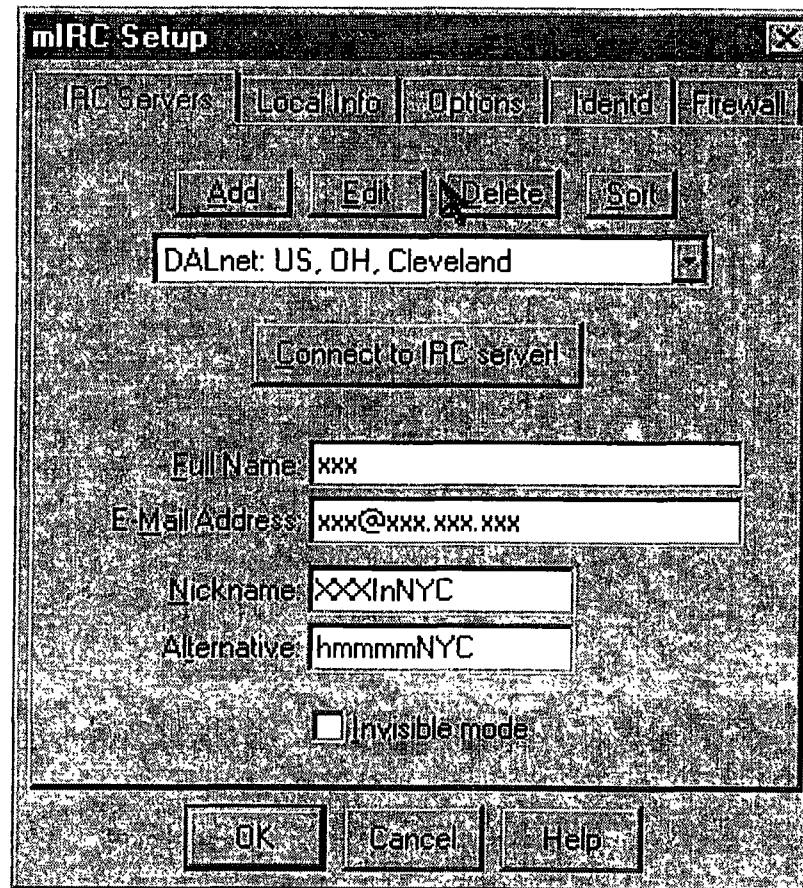 mIRC Setup
IRC Servers Local Info Options Identd Firewall
Add Edit Delete Sort
DALnet: US, OH, Cleveland
Connect to IRC server!
Full Name: xxx
E-Mail Address: xxx@xxx.xxx.xxx
Nickname: XXXInNYC
Alternative: hmmmmNYC
Invisible mode
OK Cancel Help